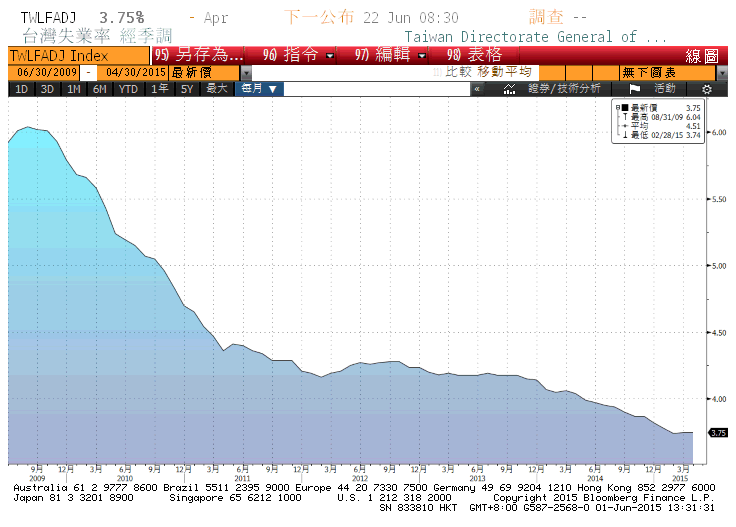 TWLFADJ 3.75% - Apr 下一公布 22 Jun 08:30 調查 --
台灣失業率 經季調 Taiwan Directorate General of ...
TWLFADJ Index 95) 另存為... 96) 指令 97) 編輯 98) 表格 線圖
06/30/2009 - 04/30/2015 最新價 比較 移動平均 無下個表
1D 3D 1M 6M YTD 1年 5Y 最大 每月 ▼ « 證券/技術分析 活動
最新價 3.75
最高 08/31/09 6.04
平均 4.51
最低 02/28/15 3.74
6.00
5.50
5.00
4.50
4.00
3.75
9月 12月 3月 6月 9月 12月 3月 6月 9月 12月 3月 6月 9月 12月 3月 6月 9月 12月 3月 6月 9月 12月 3月
2009 2010 2011 2012 2013 2014 2015
Australia 61 2 9777 8600 Brazil 5511 2395 9000 Europe 44 20 7330 7500 Germany 49 69 9204 1210 Hong Kong 852 2977 6000
Japan 81 3 3201 8900 Singapore 65 6212 1000 U.S. 1 212 318 2000 Copyright 2015 Bloomberg Finance L.P.
SN 833810 HKT GMT+8:00 G587-2568-0 01-Jun-2015 13:31:31